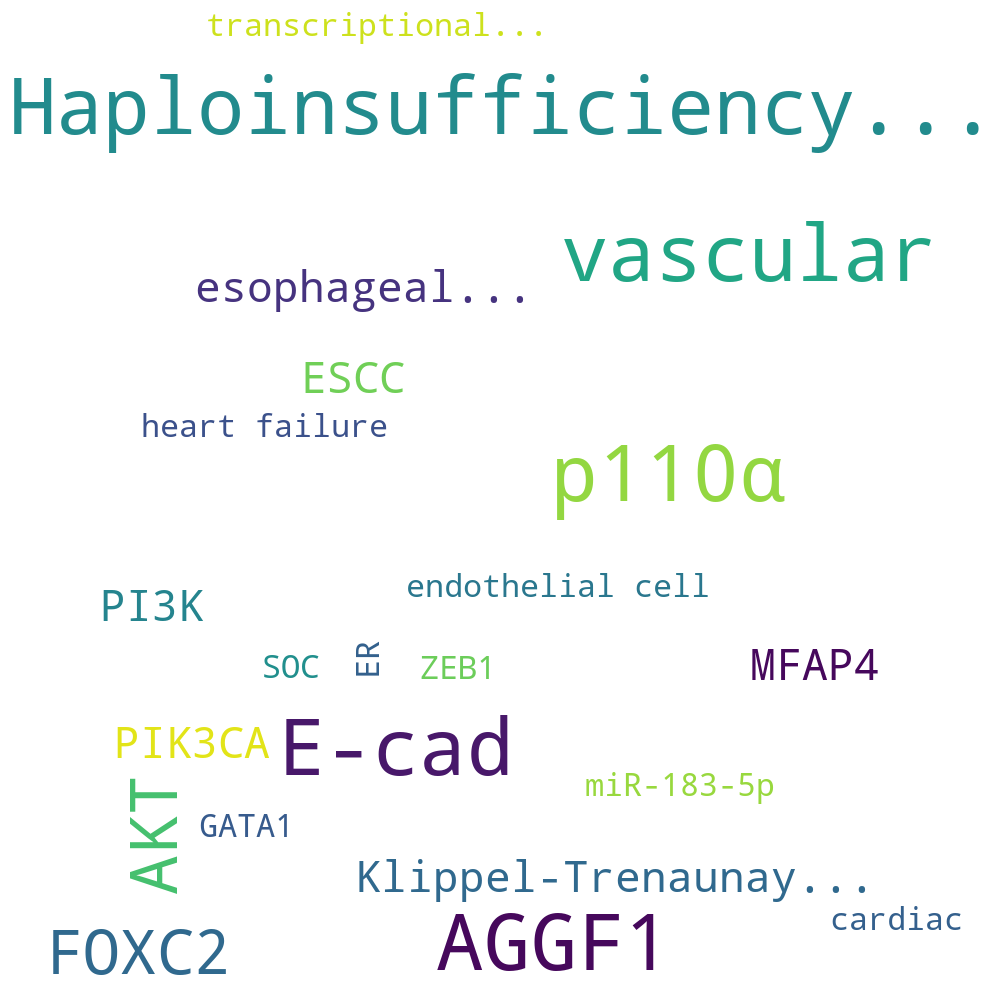 transcriptional...
Haploinsufficiency...
vascular
esophageal...
ESCC
heart failure
p110α
endothelial cell
PI3K
SOC
ER
ZEB1
MFAP4
PIK3CA
E-cad
miR-183-5p
AKT
GATA1
Klippel-Trenaunay...
cardiac
FOXC2
AGGF1